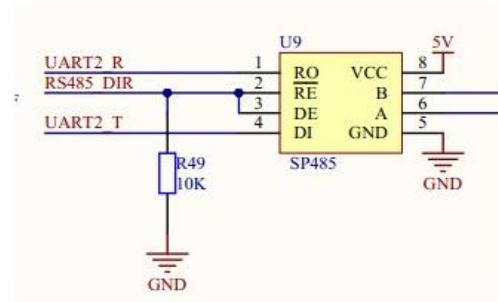 U9
5V
UART2_R 1 RO VCC 8
RS485_DIR 2 RE B 7
3 DE A 6
UART2_T 4 DI GND 5
SP485
R49
10K
GND
GND